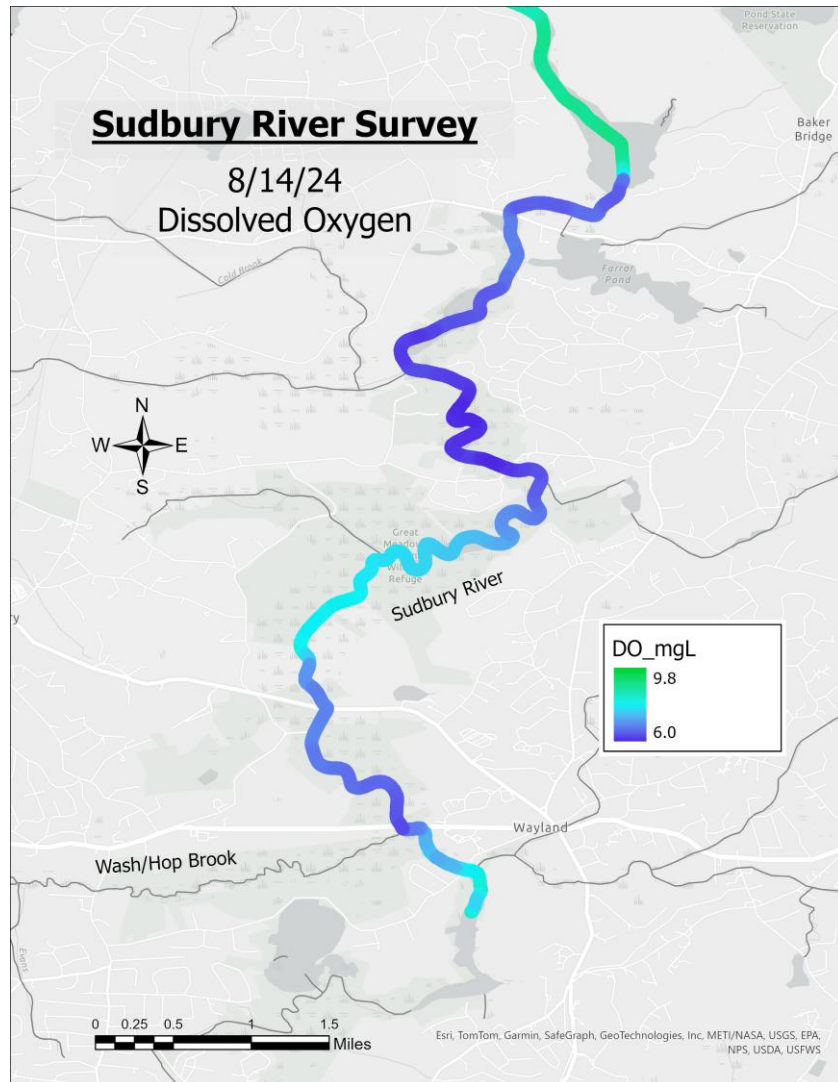 Pond State
Reservation
Sudbury River Survey
8/14/24
Dissolved Oxygen
Baker
Bridge
Cold Brook
Farrar
Pond
N
W E
S
Great
Refuge
Sudbury River
ry
DO_mgL
9.8
6.0
Wayland
Wash/Hop Brook
Evans
0 0.25 0.5 1 1.5
Miles
Esri, TomTom, Garmin, SafeGraph, GeoTechnologies, Inc, METI/NASA, USGS, EPA,
NPS, USDA, USFWS